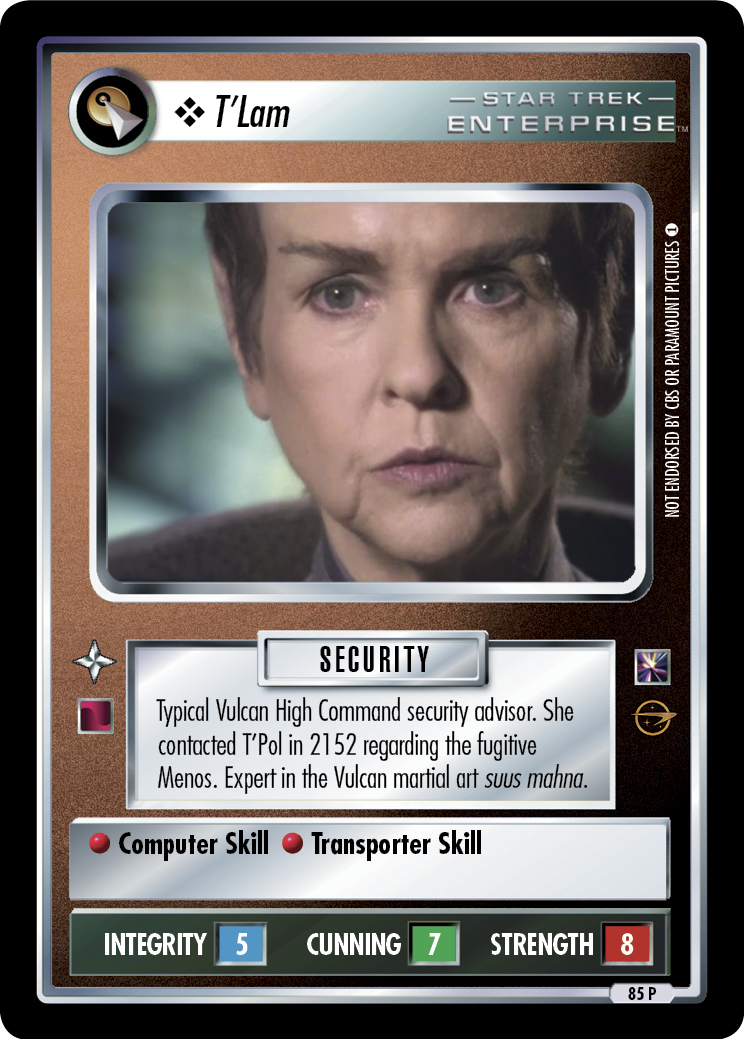 ❖ T'Lam
STAR TREK
ENTERPRISE™
NOT ENDORSED BY CBS OR PARAMOUNT PICTURES 1
SECURITY
Typical Vulcan High Command security advisor. She
contacted T'Pol in 2152 regarding the fugitive
Menos. Expert in the Vulcan martial art suus mahna.
Computer Skill Transporter Skill
INTEGRITY 5 CUNNING 7 STRENGTH 8
85 P